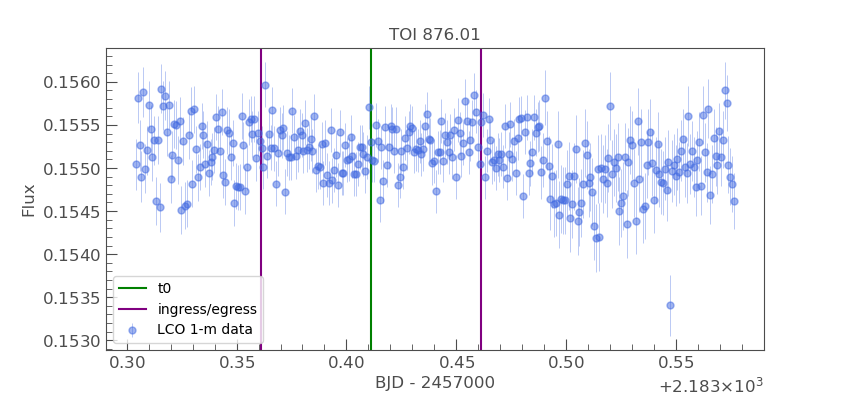 TOI 876.01
0.1560
0.1555
0.1550
0.1545
0.1540
0.1535
0.1530
Flux
t0
ingress/egress
LCO 1-m data
0.30 0.35 0.40 0.45 0.50 0.55
BJD - 2457000
+2.183×10³